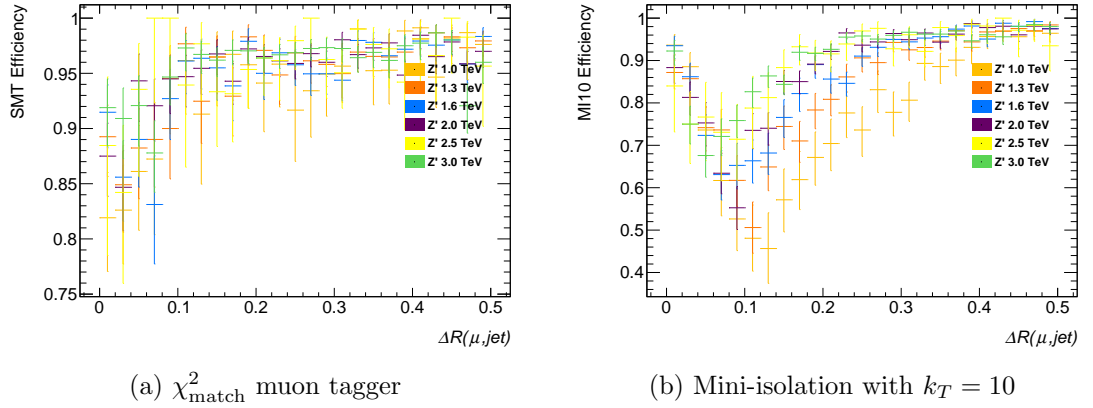 SMT Efficiency
1
0.95
0.9
0.85
0.8
0.75
0 0.1 0.2 0.3 0.4 0.5
ΔR(μ,jet)
Z' 1.0 TeV
Z' 1.3 TeV
Z' 1.6 TeV
Z' 2.0 TeV
Z' 2.5 TeV
Z' 3.0 TeV
(a) χ²match muon tagger
MI10 Efficiency
1
0.9
0.8
0.7
0.6
0.5
0.4
0 0.1 0.2 0.3 0.4 0.5
ΔR(μ,jet)
Z' 1.0 TeV
Z' 1.3 TeV
Z' 1.6 TeV
Z' 2.0 TeV
Z' 2.5 TeV
Z' 3.0 TeV
(b) Mini-isolation with kT = 10